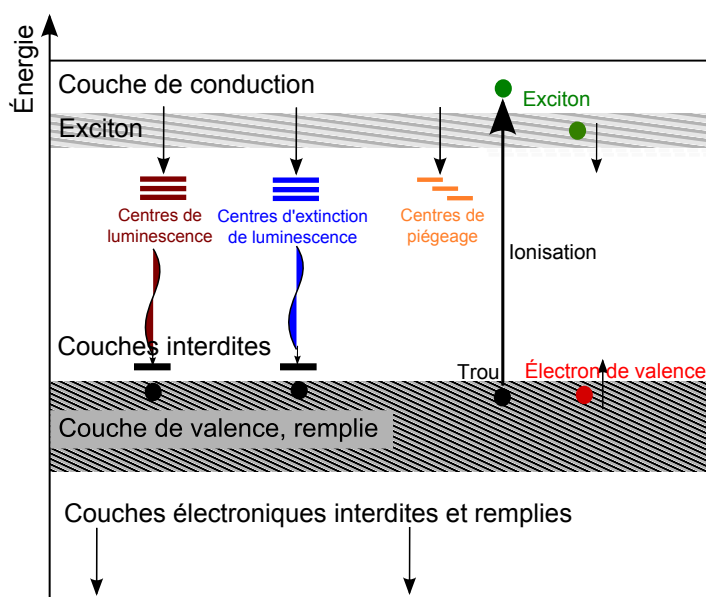 Énergie
Couche de conduction
Exciton
Exciton
Centres de
luminescence
Centres d'extinction
de luminescence
Centres de
piégeage
Ionisation
Couches interdites
Trou
Électron de valence
Couche de valence, remplie
Couches électroniques interdites et remplies